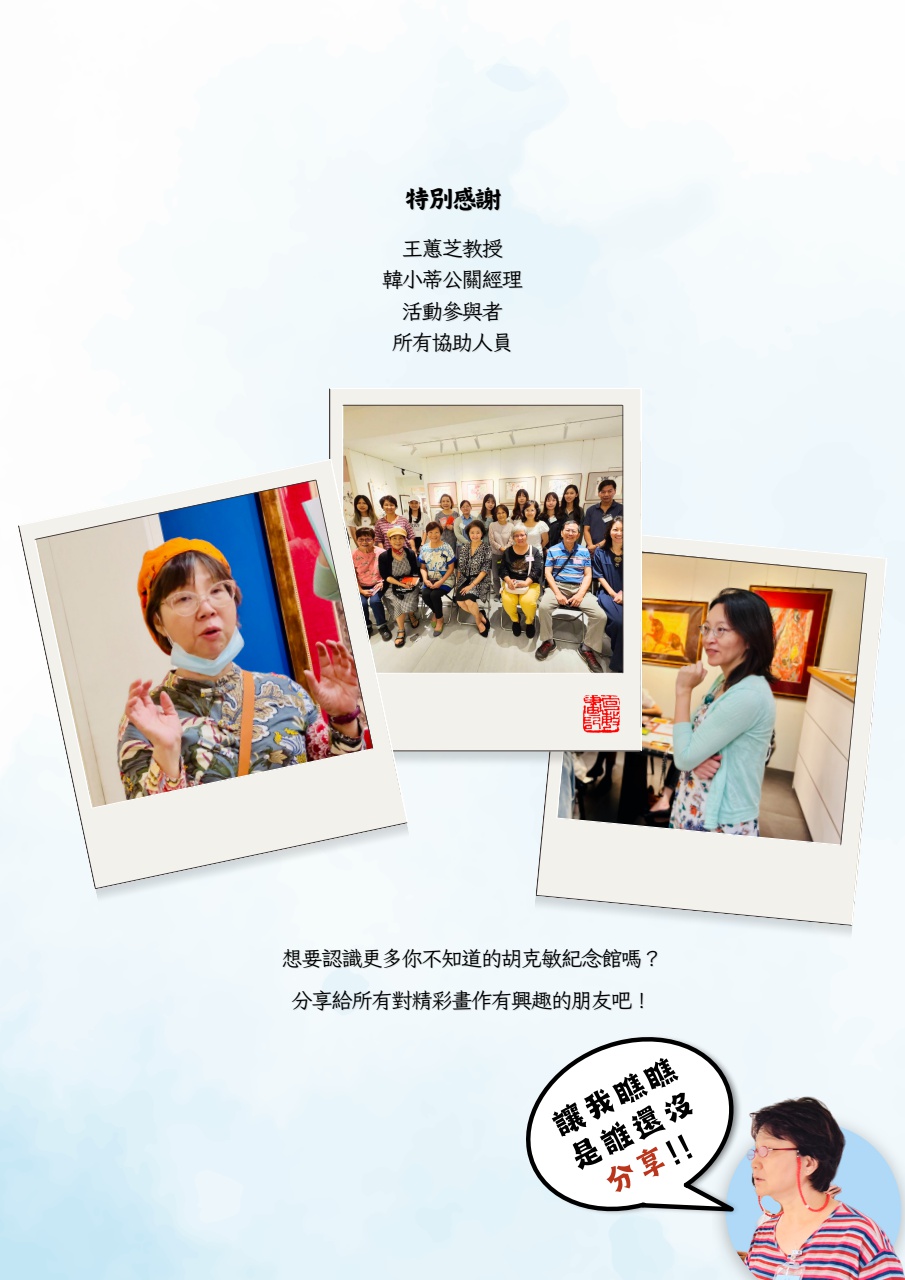 特別感謝
王蕙芝教授
韓小蒂公關經理
活動參與者
所有協助人員
想要認識更多你不知道的胡克敏紀念館嗎？
分享給所有對精彩畫作有興趣的朋友吧！
讓我瞧瞧
是誰還沒
分享!!